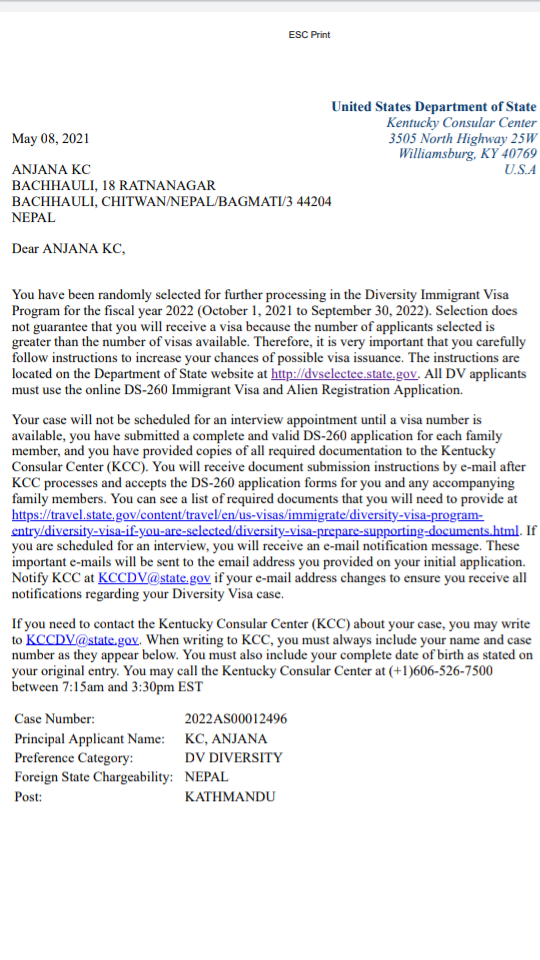 ESC Print
United States Department of State
Kentucky Consular Center
3505 North Highway 25W
Williamsburg, KY 40769
U.S.A
May 08, 2021
ANJANA KC
BACHHAULI, 18 RATNANAGAR
BACHHAULI, CHITWAN/NEPAL/BAGMATI/3 44204
NEPAL
Dear ANJANA KC,
You have been randomly selected for further processing in the Diversity Immigrant Visa
Program for the fiscal year 2022 (October 1, 2021 to September 30, 2022). Selection does
not guarantee that you will receive a visa because the number of applicants selected is
greater than the number of visas available. Therefore, it is very important that you carefully
follow instructions to increase your chances of possible visa issuance. The instructions are
located on the Department of State website at http://dvselectee.state.gov. All DV applicants
must use the online DS-260 Immigrant Visa and Alien Registration Application.
Your case will not be scheduled for an interview appointment until a visa number is
available, you have submitted a complete and valid DS-260 application for each family
member, and you have provided copies of all required documentation to the Kentucky
Consular Center (KCC). You will receive document submission instructions by e-mail after
KCC processes and accepts the DS-260 application forms for you and any accompanying
family members. You can see a list of required documents that you will need to provide at
https://travel.state.gov/content/travel/en/us-visas/immigrate/diversity-visa-program-
entry/diversity-visa-if-you-are-selected/diversity-visa-prepare-supporting-documents.html. If
you are scheduled for an interview, you will receive an e-mail notification message. These
important e-mails will be sent to the email address you provided on your initial application.
Notify KCC at KCCDV@state.gov if your e-mail address changes to ensure you receive all
notifications regarding your Diversity Visa case.
If you need to contact the Kentucky Consular Center (KCC) about your case, you may write
to KCCDV@state.gov. When writing to KCC, you must always include your name and case
number as they appear below. You must also include your complete date of birth as stated on
your original entry. You may call the Kentucky Consular Center at (+1)606-526-7500
between 7:15am and 3:30pm EST
Case Number: 2022AS00012496
Principal Applicant Name: KC, ANJANA
Preference Category: DV DIVERSITY
Foreign State Chargeability: NEPAL
Post: KATHMANDU